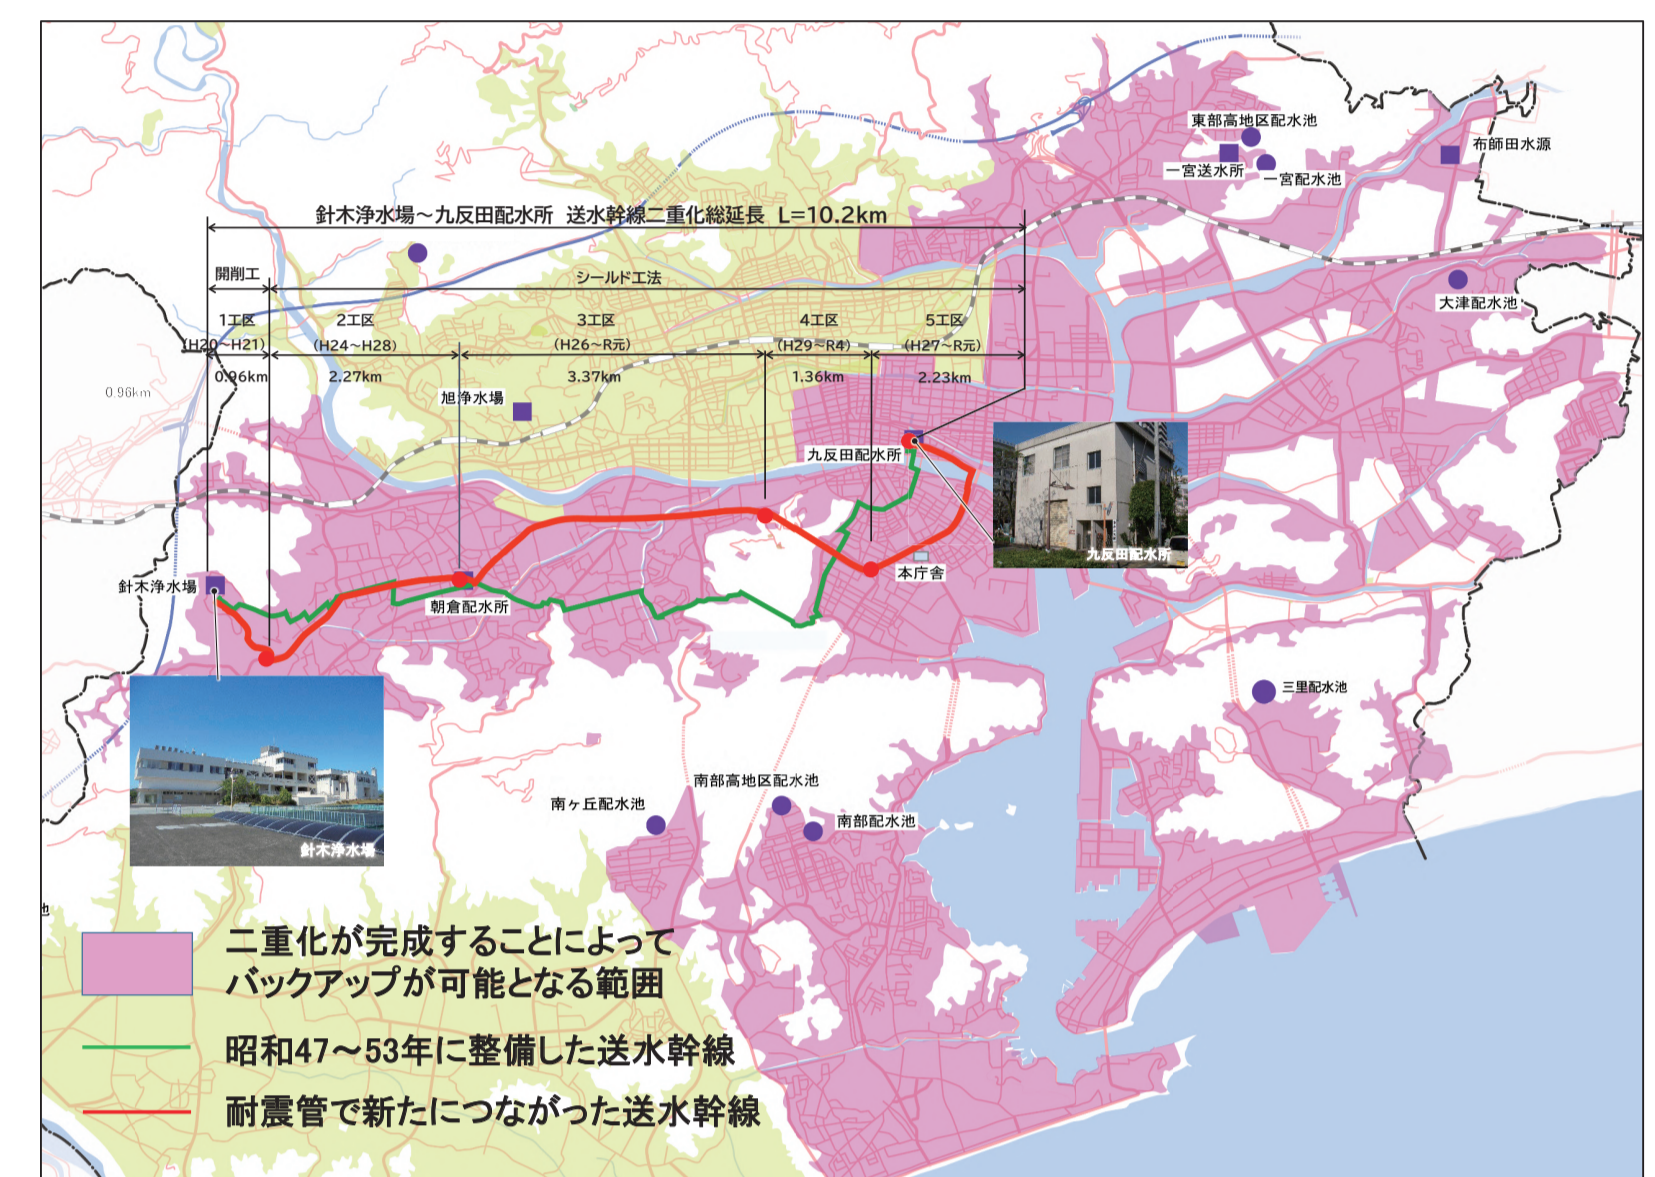 東部高地区配水池
布師田水源
一宮送水所
一宮配水池
針木浄水場～九反田配水所 送水幹線二重化総延長 L=10.2km
開削工
シールド工法
大津配水池
1工区
2工区
3工区
4工区
5工区
(H20～H21)
(H24～H28)
(H26～R元)
(H29～R4)
(H27～R元)
0.96km
2.27km
3.37km
1.36km
2.23km
0.96km
旭浄水場
九反田配水所
九反田配水所
本庁舎
針木浄水場
朝倉配水所
三里配水池
南部高地区配水池
南ヶ丘配水池
南部配水池
針木浄水場
池
二重化が完成することによって
バックアップが可能となる範囲
昭和47～53年に整備した送水幹線
耐震管で新たにつながった送水幹線